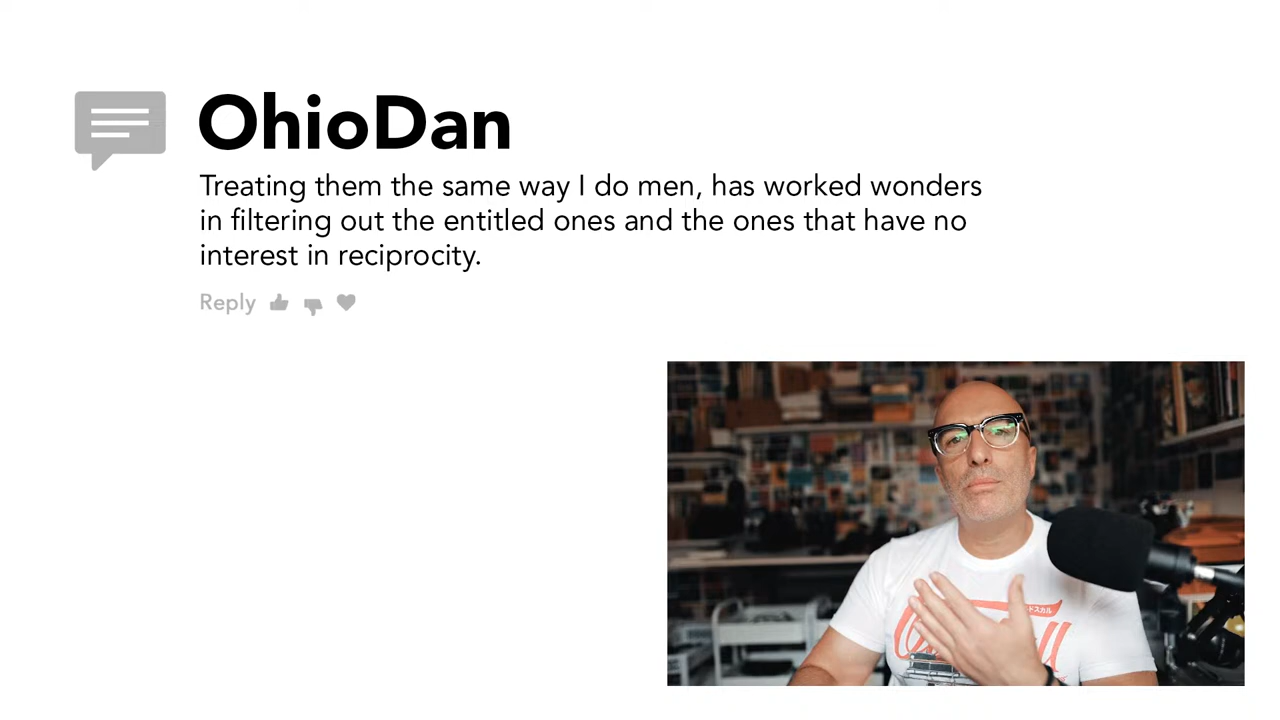 OhioDan
Treating them the same way I do men, has worked wonders
in filtering out the entitled ones and the ones that have no
interest in reciprocity.
Reply